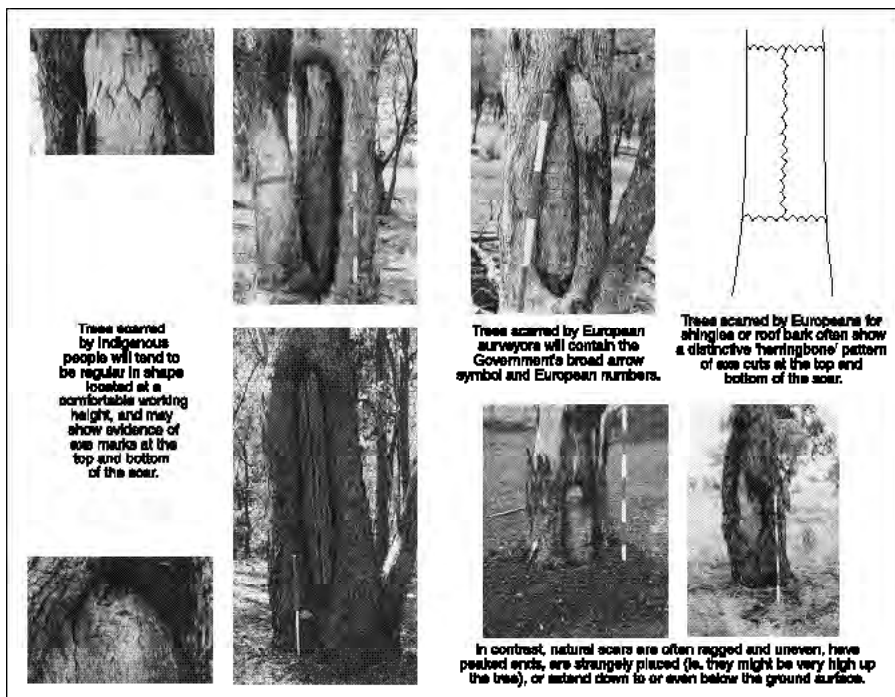 Trees scarred
by Indigenous
people will tend to
be regular in shape
located at a
comfortable working
height, and may
show evidence of
axe marks at the
top and bottom
of the scar.
Trees scarred by European
surveyors will contain the
Government's broad arrow
symbol and European numbers.
Trees scarred by Europeans for
shingles or roof bark often show
a distinctive 'herringbone' pattern
of axe cuts at the top and
bottom of the scar.
In contrast, natural scars are often ragged and uneven, have
peaked ends, are strangely placed (ie. they might be very high up
the tree), or extend down to or even below the ground surface.